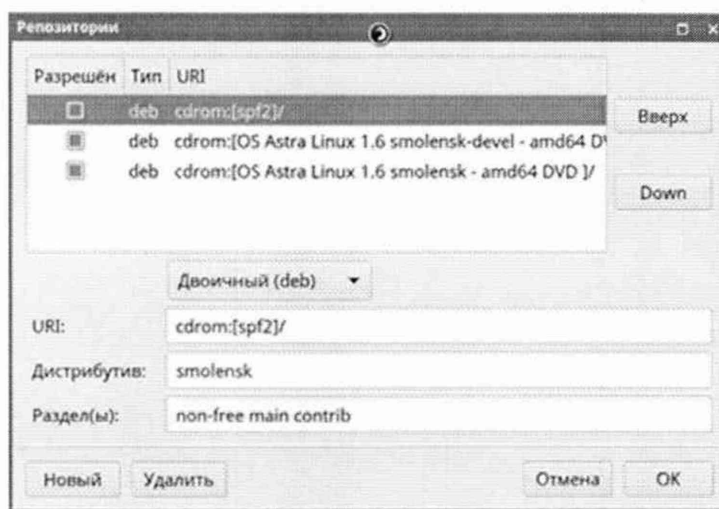 Репозитории
Разрешён Тип URI
deb cdrom:[spf2]/
deb cdrom:[OS Astra Linux 1.6 smolensk-devel - amd64 D
deb cdrom:[OS Astra Linux 1.6 smolensk - amd64 DVD ]/
Вверх
Down
Двоичный (deb)
URI: cdrom:[spf2]/
Дистрибутив: smolensk
Раздел(ы): non-free main contrib
Новый Удалить Отмена OK